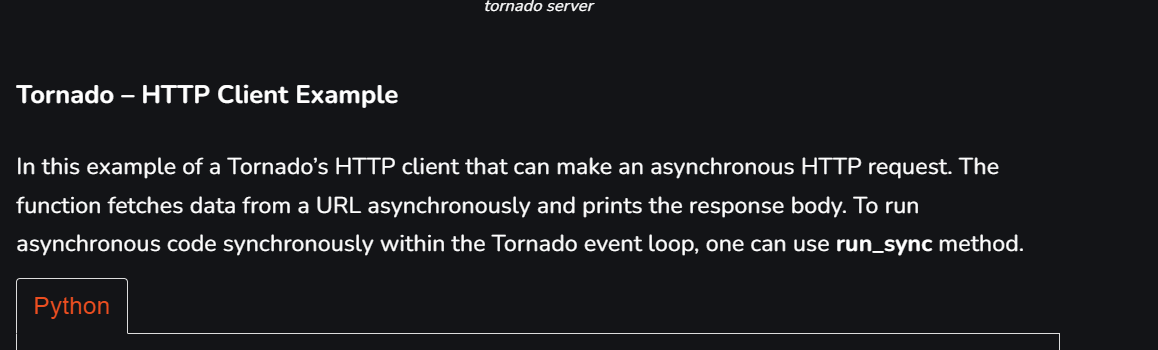 tornado server
Tornado – HTTP Client Example
In this example of a Tornado’s HTTP client that can make an asynchronous HTTP request. The
function fetches data from a URL asynchronously and prints the response body. To run
asynchronous code synchronously within the Tornado event loop, one can use run_sync method.
Python